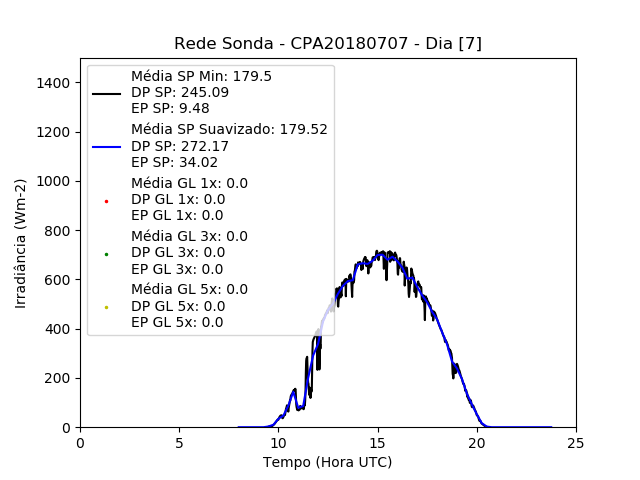 Rede Sonda - CPA20180707 - Dia [7]
Irradiância (Wm-2)
1400
1200
1000
800
600
400
200
0
Média SP Min: 179.5
DP SP: 245.09
EP SP: 9.48
Média SP Suavizado: 179.52
DP SP: 272.17
EP SP: 34.02
Média GL 1x: 0.0
DP GL 1x: 0.0
EP GL 1x: 0.0
Média GL 3x: 0.0
DP GL 3x: 0.0
EP GL 3x: 0.0
Média GL 5x: 0.0
DP GL 5x: 0.0
EP GL 5x: 0.0
0 5 10 15 20 25
Tempo (Hora UTC)